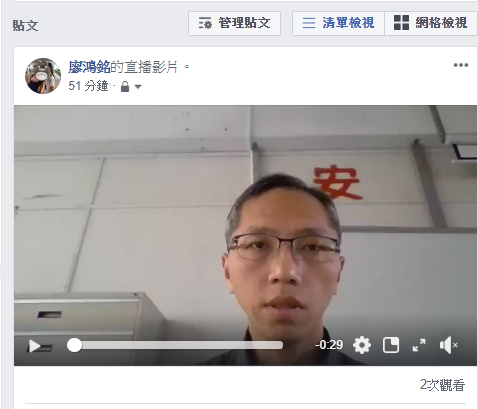 貼文
管理貼文
清單檢視
網格檢視
廖鴻銘的直播影片。
51 分鐘 ·
安
-0:29
2次觀看